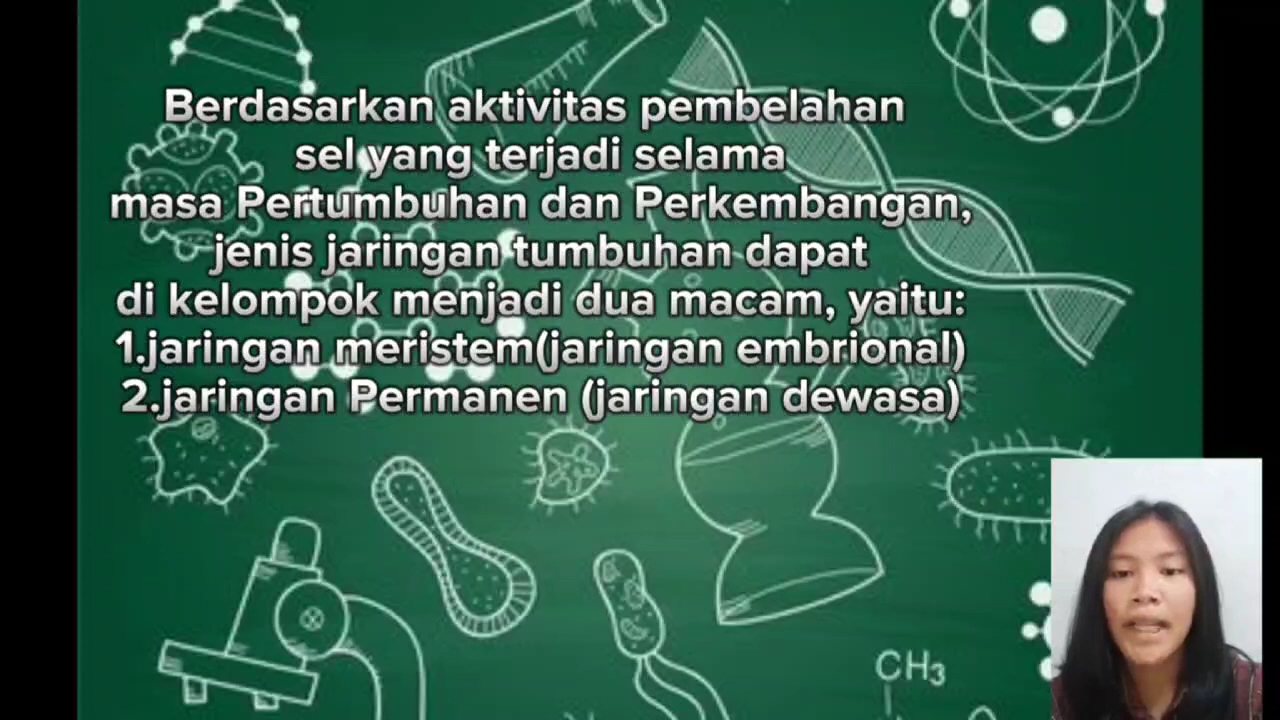 Berdasarkan aktivitas pembelahan
sel yang terjadi selama
masa Pertumbuhan dan Perkembangan,
jenis jaringan tumbuhan dapat
di kelompok menjadi dua macam, yaitu:
1.jaringan meristem(jaringan embrional)
2.jaringan Permanen (jaringan dewasa)
CH3